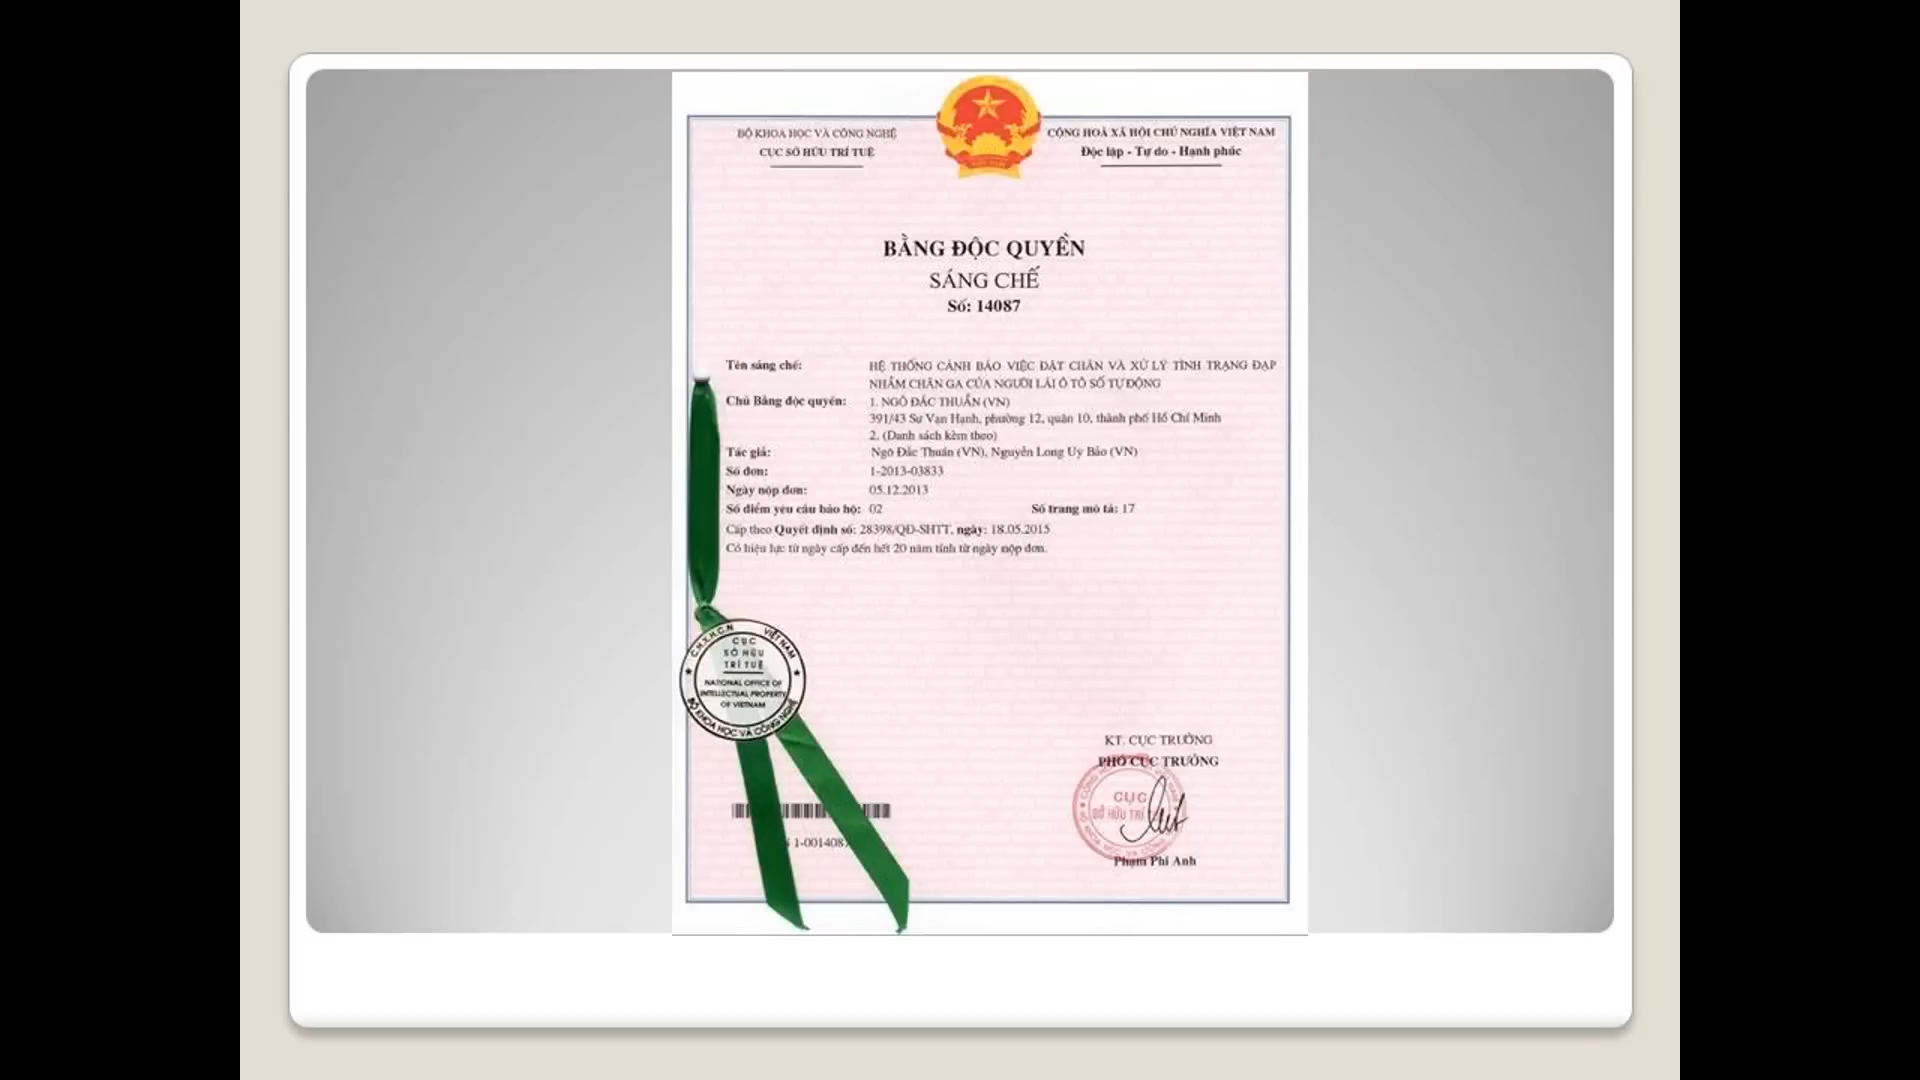 BỘ KHOA HỌC VÀ CÔNG NGHỆ
CỤC SỞ HỮU TRÍ TUỆ
CỘNG HOÀ XÃ HỘI CHỦ NGHĨA VIỆT NAM
Độc lập - Tự do - Hạnh phúc
BẰNG ĐỘC QUYỀN
SÁNG CHẾ
Số: 14087
Tên sáng chế: HỆ THỐNG CẢNH BÁO VIỆC ĐẶT CHÂN VÀ XỬ LÝ TÌNH TRẠNG ĐẠP
NHẦM CHÂN GA CỦA NGƯỜI LÁI Ô TÔ SỐ TỰ ĐỘNG
Chủ Bằng độc quyền: 1. NGÔ ĐẮC THUẦN (VN)
391/43 Sư Vạn Hạnh, phường 12, quận 10, thành phố Hồ Chí Minh
2. (Danh sách kèm theo)
Tác giả: Ngô Đắc Thuần (VN), Nguyễn Long Uy Bảo (VN)
Số đơn: 1-2013-03833
Ngày nộp đơn: 05.12.2013
Số điểm yêu cầu bảo hộ: 02 Số trang mô tả: 17
Cấp theo Quyết định số: 28398/QĐ-SHTT, ngày: 18.05.2015
Có hiệu lực từ ngày cấp đến hết 20 năm tính từ ngày nộp đơn.
C.H.X.H.C.N VIỆT NAM
CỤC
SỞ HỮU
TRÍ TUỆ
NATIONAL OFFICE OF
INTELLECTUAL PROPERTY
OF VIETNAM
BỘ KHOA HỌC VÀ CÔNG NGHỆ
KT. CỤC TRƯỞNG
PHÓ CỤC TRƯỞNG
CỤC
SỞ HỮU TRÍ
1-001408
Phạm Phi Anh